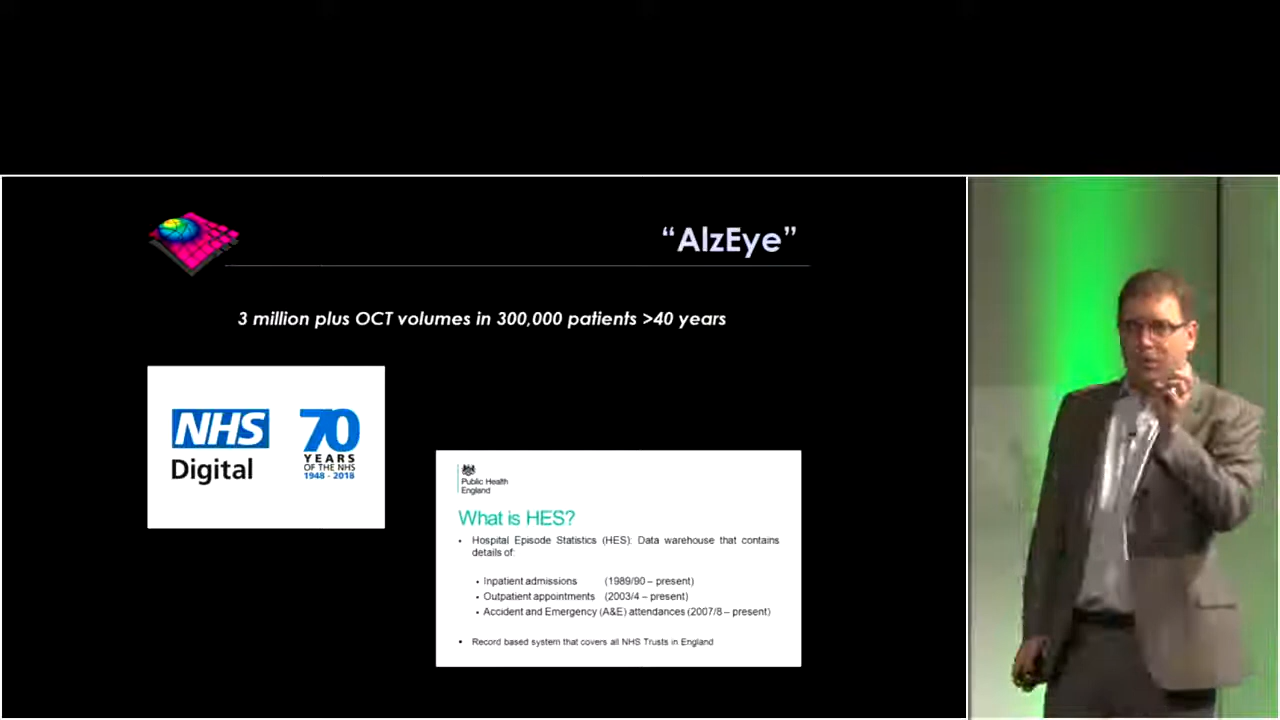 “AlzEye”
3 million plus OCT volumes in 300,000 patients >40 years
NHS
Digital
70
YEARS
OF THE NHS
1948 - 2018
Public Health
England
What is HES?
• Hospital Episode Statistics (HES): Data warehouse that contains
details of:
• Inpatient admissions (1989/90 – present)
• Outpatient appointments (2003/4 – present)
• Accident and Emergency (A&E) attendances (2007/8 – present)
• Record based system that covers all NHS Trusts in England